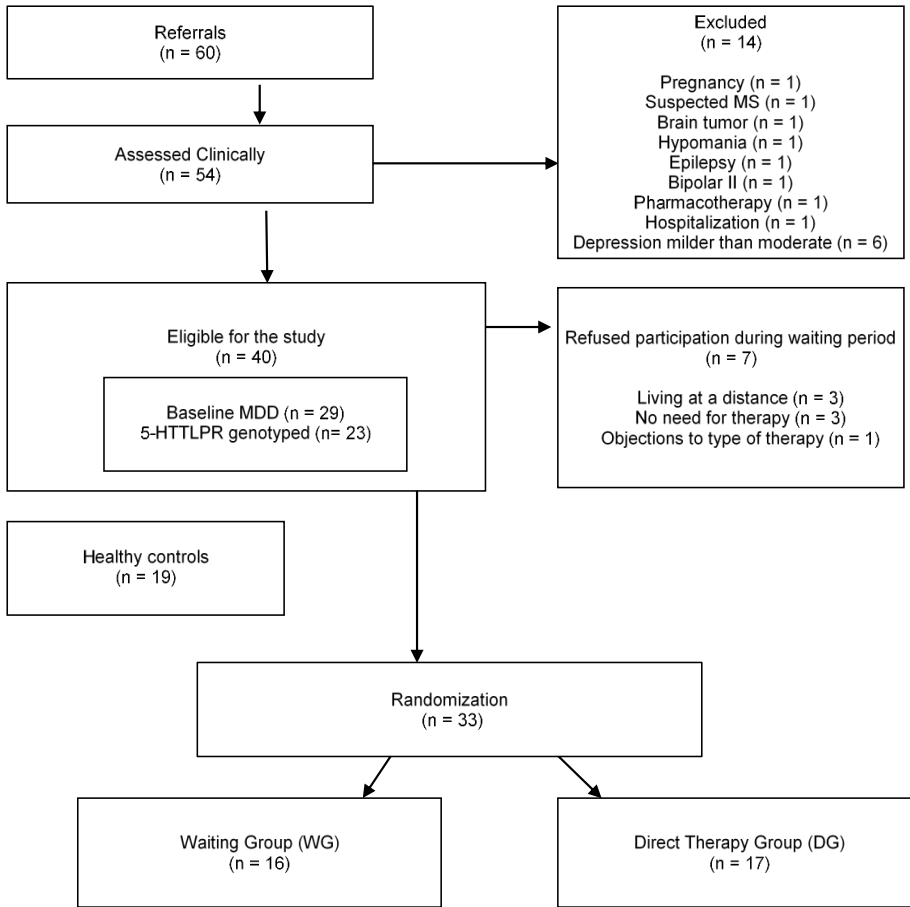 Referrals
(n = 60)
Assessed Clinically
(n = 54)
Excluded
(n = 14)
Pregnancy (n = 1)
Suspected MS (n = 1)
Brain tumor (n = 1)
Hypomania (n = 1)
Epilepsy (n = 1)
Bipolar II (n = 1)
Pharmacotherapy (n = 1)
Hospitalization (n = 1)
Depression milder than moderate (n = 6)
Eligible for the study
(n = 40)
Baseline MDD (n = 29)
5-HTTLPR genotyped (n= 23)
Refused participation during waiting period
(n = 7)
Living at a distance (n = 3)
No need for therapy (n = 3)
Objections to type of therapy (n = 1)
Healthy controls
(n = 19)
Randomization
(n = 33)
Waiting Group (WG)
(n = 16)
Direct Therapy Group (DG)
(n = 17)